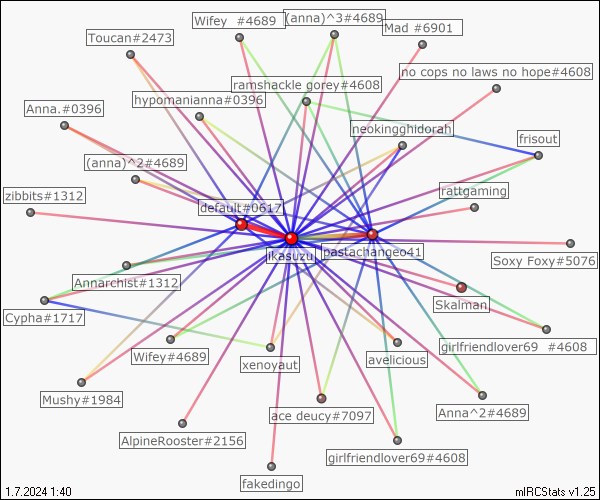 Wifey  #4689
(anna)^3#4689
Mad #6901
Toucan#2473
no cops no laws no hope#4608
ramshackle gorey#4608
hypomanianna#0396
Anna.#0396
neokingghidorah
frisout
(anna)^2#4689
zibbits#1312
rattgaming
default#0617
ikasuzu
pastachangeo41
Soxy Foxy#5076
Annarchist#1312
Skalman
Cypha#1717
girlfriendlover69  #4608
Wifey#4689
xenoyaut
avelicious
Mushy#1984
ace deucy#7097
Anna^2#4689
AlpineRooster#2156
girlfriendlover69#4608
fakedingo
1.7.2024 1:40
mIRCStats v1.25